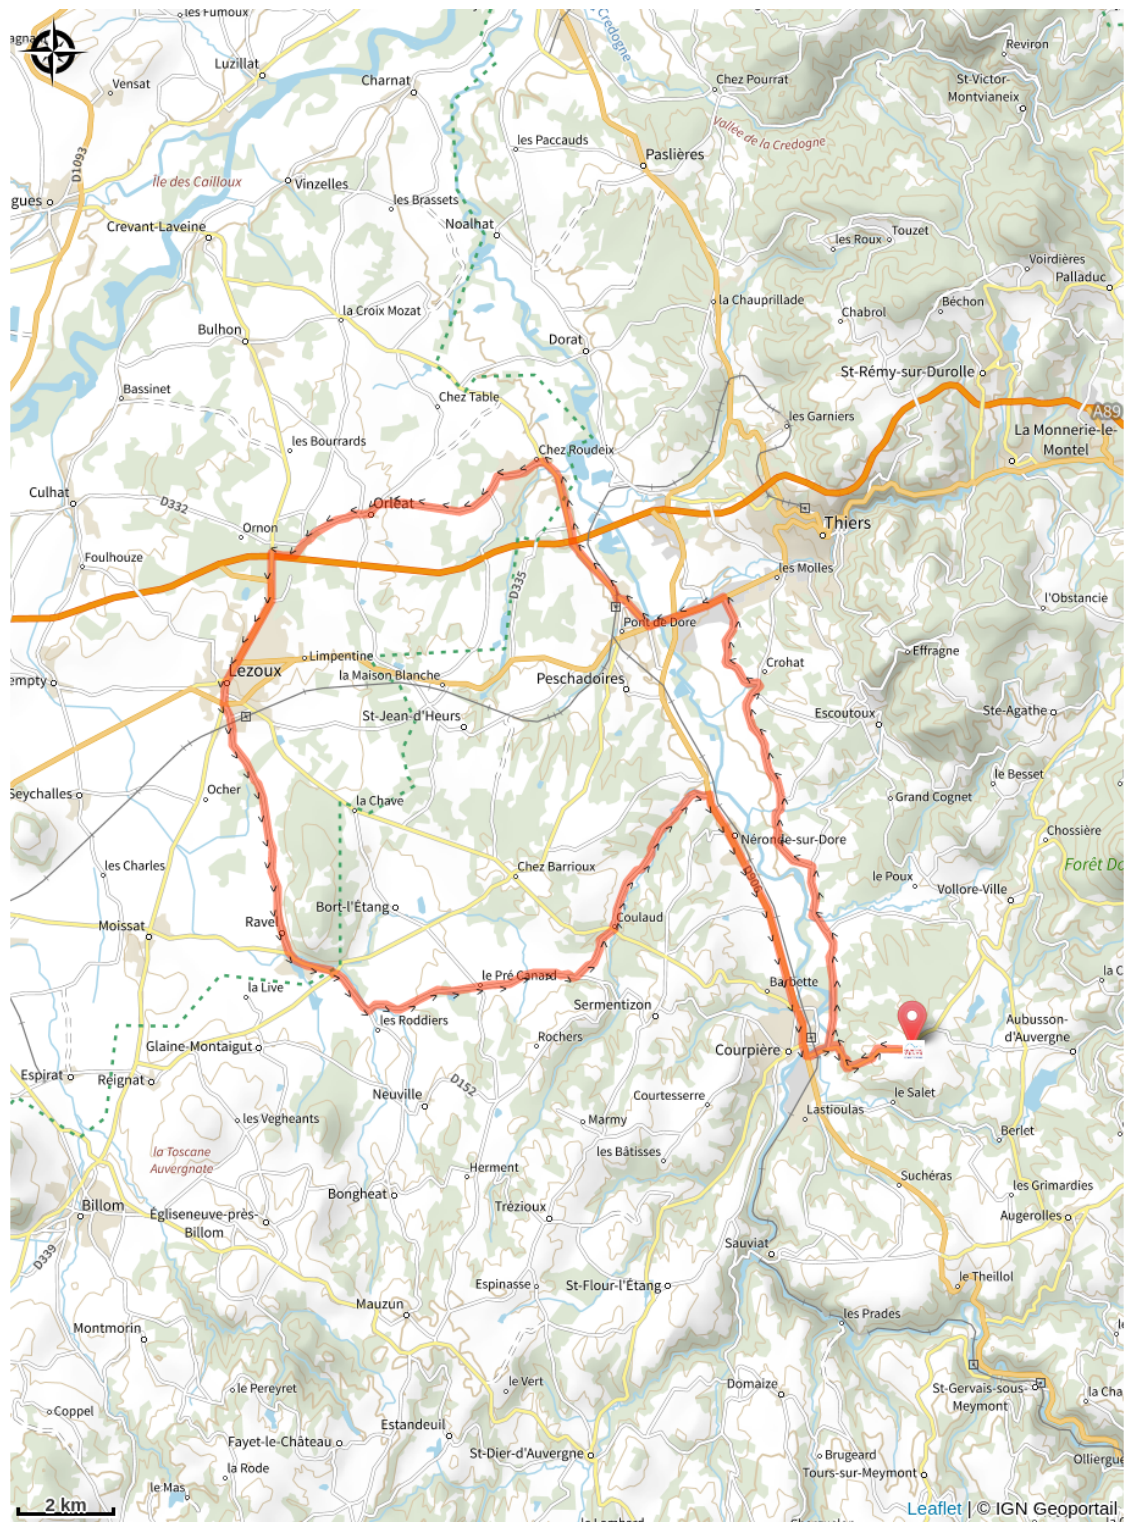 les Fumoux
Credogne
Reviron
Luzillat
Vensat
Charnat
Chez Pourrat
St-Victor-
Montvianeix
Vallée de la Credogne
les Paccauds
Paslières
D1093
Île des Cailloux
Vinzelles
gues
les Brassets
Noalhat
Crevant-Laveine
les Roux
Touzet
Voirdières
Palladuc
la Chauprillade
Béchon
Chabrol
la Croix Mozat
Bulhon
Dorat
St-Rémy-sur-Durolle
Bassinet
Chez Table
A89
les Garniers
La Monnerie-le-
Montel
les Bourrards
Chez Roudeix
Culhat
D332
Orléat
Thiers
Ornon
Foulhouze
les Molles
D335
l'Obstancie
Pont de Dore
Effragne
Limpentine
Lezoux
empty
la Maison Blanche
Crohat
Peschadoires
St-Jean-d'Heurs
Escoutoux
Ste-Agathe
le Besset
Seychalles
Ocher
la Chave
Grand Cognet
Chossière
Néronde-sur-Dore
les Charles
Chez Barrioux
D906
le Poux
Vollore-Ville
Forêt Do
Bort-l'Étang
Coulaud
Moissat
Ravel
le Pré Canard
la C
Barbette
la Live
Sermentizon
les Roddiers
Aubusson-
d'Auvergne
Rochers
Glaine-Montaigut
Courpière
Espirat
Reignat
D152
Neuville
Courtesserre
le Salet
Lastioulas
les Vegheants
Marmy
Berlet
la Toscane
Auvergnate
les Bâtisses
Herment
Suchéras
les Grimardies
Bongheat
Billom
Trézioux
Augerolles
Égliseneuve-près-
Billom
D339
Sauviat
Espinasse
St-Flour-l'Étang
le Theillol
Mauzun
les Prades
Montmorin
le Vert
Domaize
St-Gervais-sous-
Meymont
le Pereyret
la Cha
Coppel
Estandeuil
Fayet-le-Château
St-Dier-d'Auvergne
Brugeard
Olliergue
la Rode
Tours-sur-Meymont
le Mas
2 km
Leaflet | © IGN Geoportail